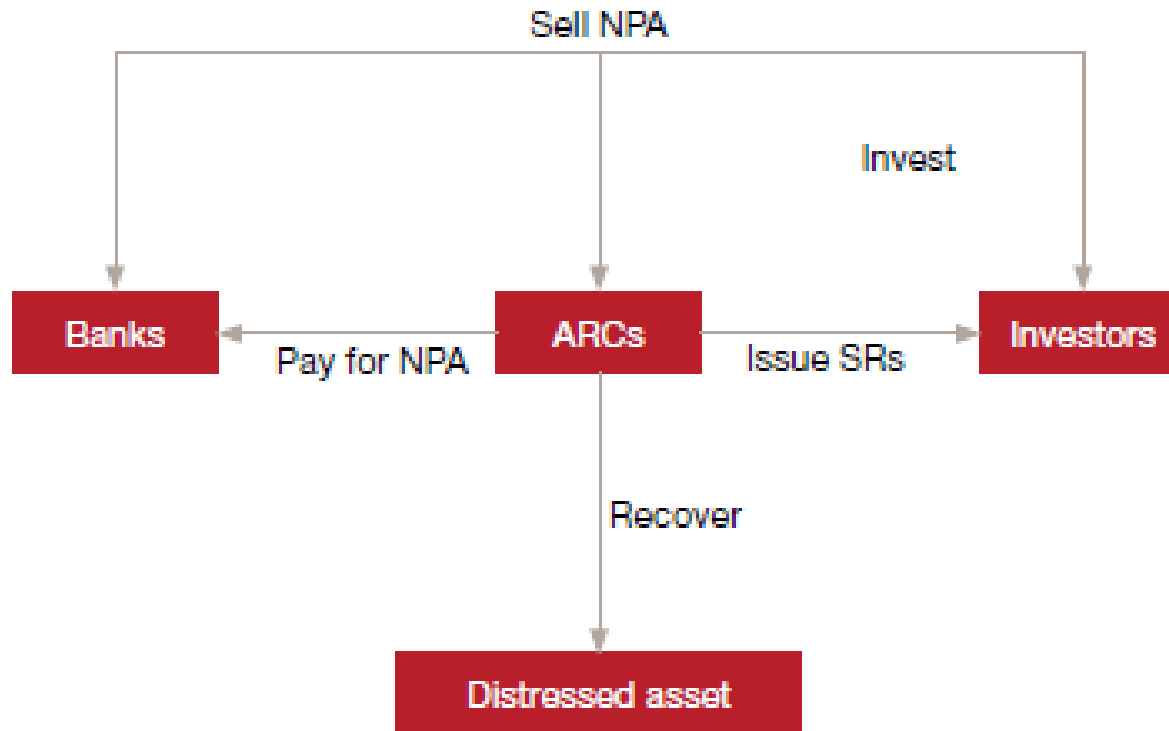 Sell NPA
Invest
Banks
ARCs
Investors
Pay for NPA
Issue SRs
Recover
Distressed asset